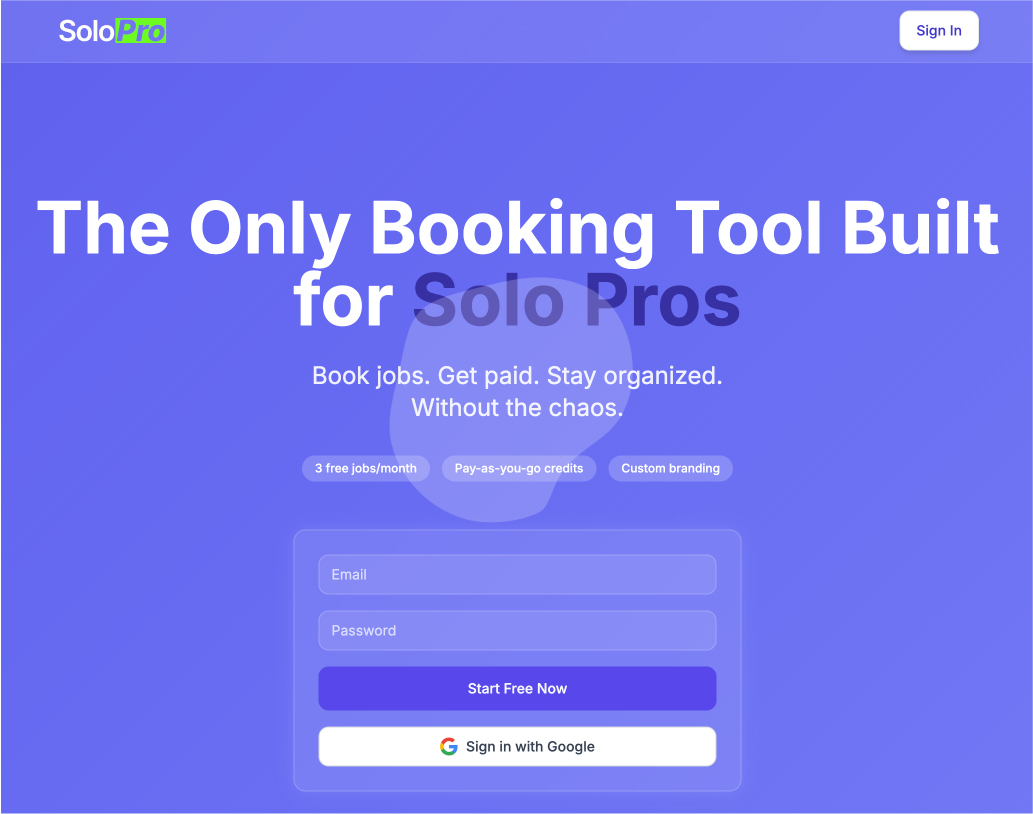 SoloPro
Sign In
The Only Booking Tool Built
for Solo Pros
Book jobs. Get paid. Stay organized.
Without the chaos.
3 free jobs/month
Pay-as-you-go credits
Custom branding
Email
Password
Start Free Now
Sign in with Google